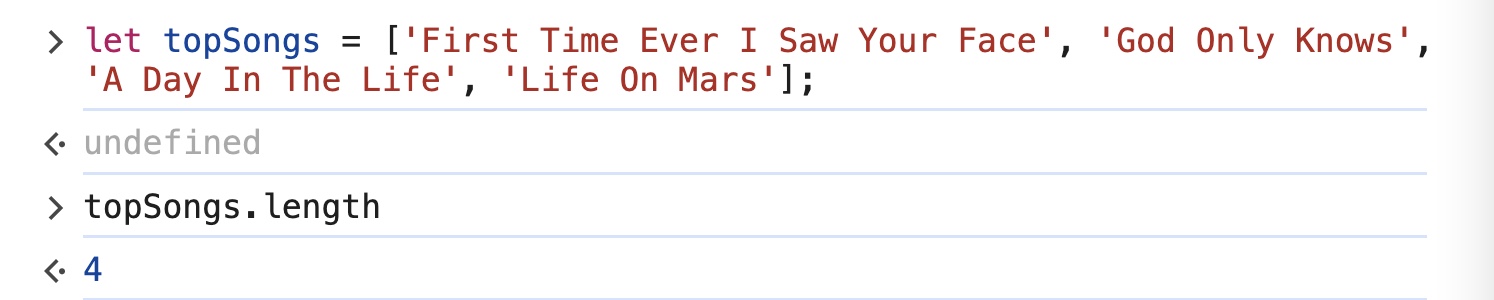 > let topSongs = ['First Time Ever I Saw Your Face', 'God Only Knows',
'A Day In The Life', 'Life On Mars'];
undefined
> topSongs.length
4